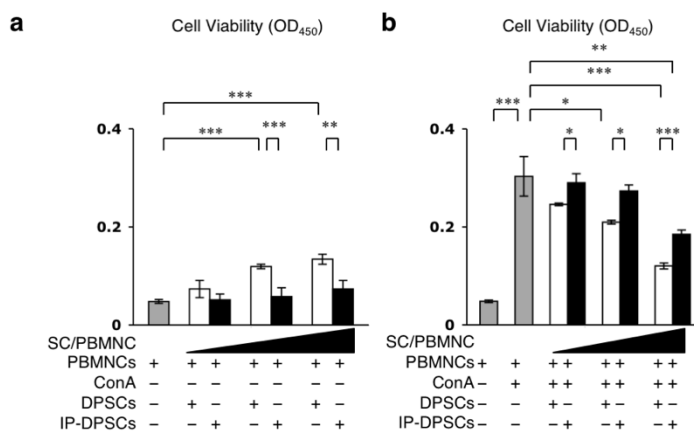 a
Cell Viability (OD450)
***
*** *** **
0.4
0.2
0
SC/PBMNC
PBMNCs + + + + + + +
ConA – – – – – – –
DPSCs – + – + – + –
IP-DPSCs – – + – + – +
b
Cell Viability (OD450)
**
***
*** *
* * ***
0.4
0.2
0
SC/PBMNC
PBMNCs + + + + + + + +
ConA – + + + + + + +
DPSCs – – + – + – + –
IP-DPSCs – – – + – + – +